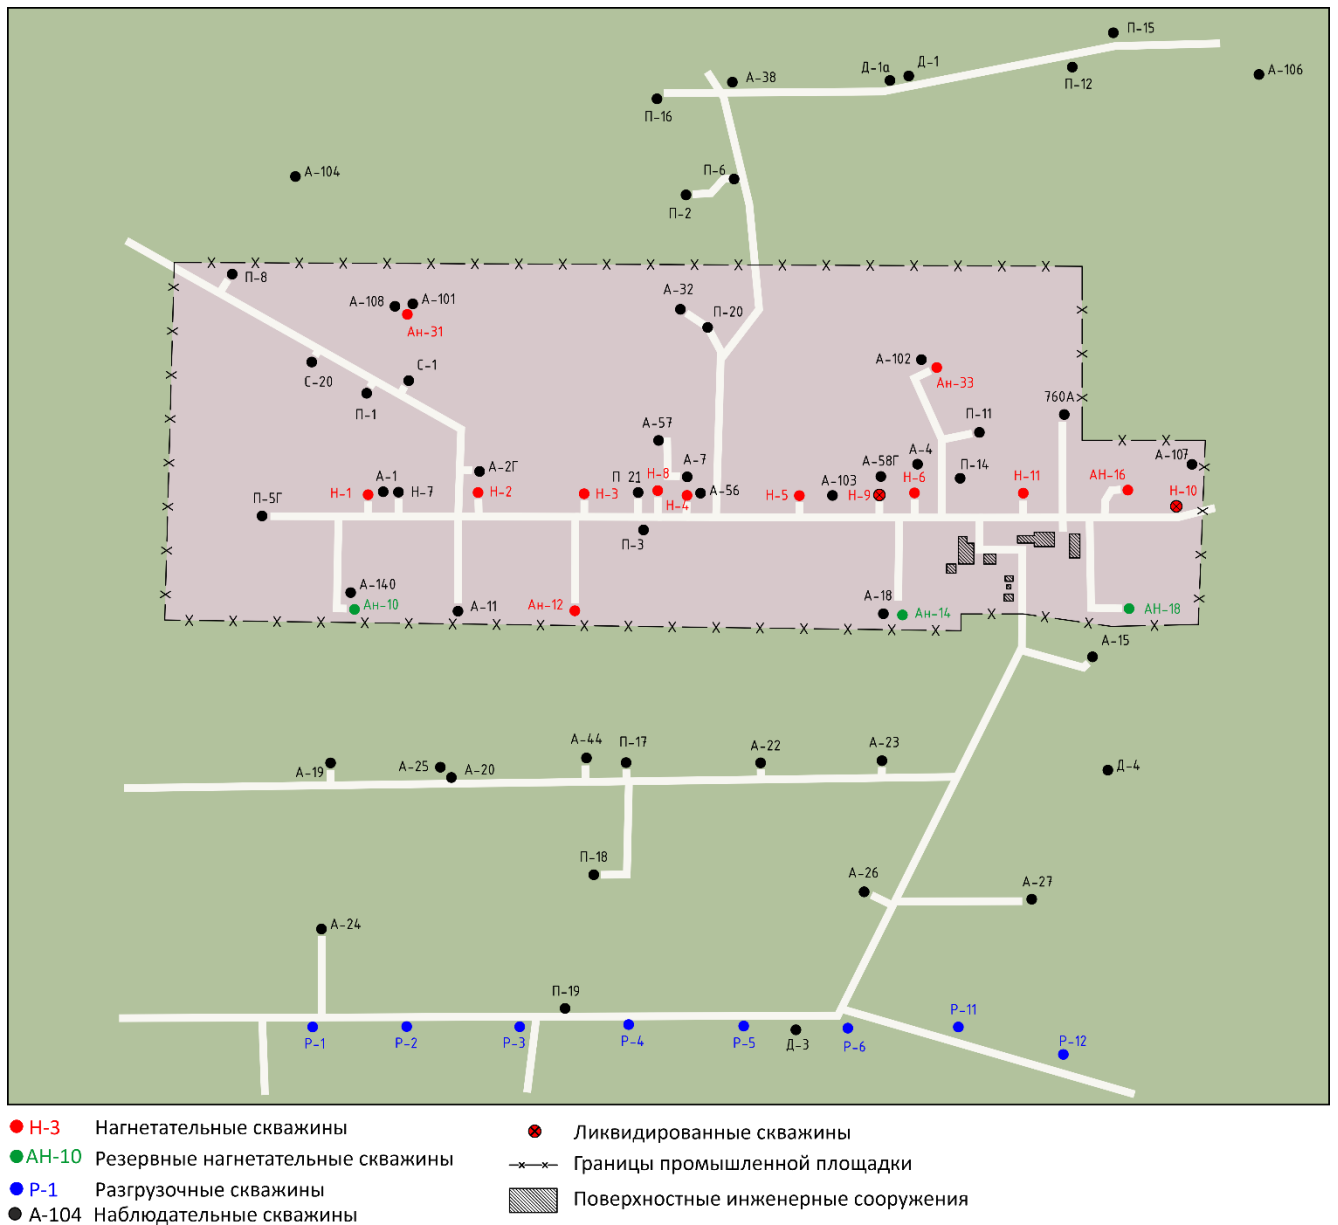 П-15
А-38
Д-1а
Д-1
П-12
А-106
П-16
А-104
П-6
П-2
П-8
А-108
А-101
Ан-31
А-32
П-20
С-20
С-1
П-1
А-102
Ан-33
760А
А-57
П-11
А-2Г
А-7
А-58Г
А-4
П-14
А-107
П-5Г
Н-1
А-1
Н-7
Н-2
Н-3
П 21
Н-8
Н-4
А-56
Н-5
А-103
Н-9
Н-6
Н-11
АН-16
Н-10
П-3
А-140
Ан-10
А-11
Ан-12
А-18
Ан-14
АН-18
А-15
А-19
А-25
А-20
А-44
П-17
А-22
А-23
Д-4
П-18
А-26
А-27
А-24
П-19
Р-1
Р-2
Р-3
Р-4
Р-5
Д-3
Р-6
Р-11
Р-12
Н-3 Нагнетательные скважины
АН-10 Резервные нагнетательные скважины
Р-1 Разгрузочные скважины
А-104 Наблюдательные скважины
Ликвидированные скважины
Границы промышленной площадки
Поверхностные инженерные сооружения